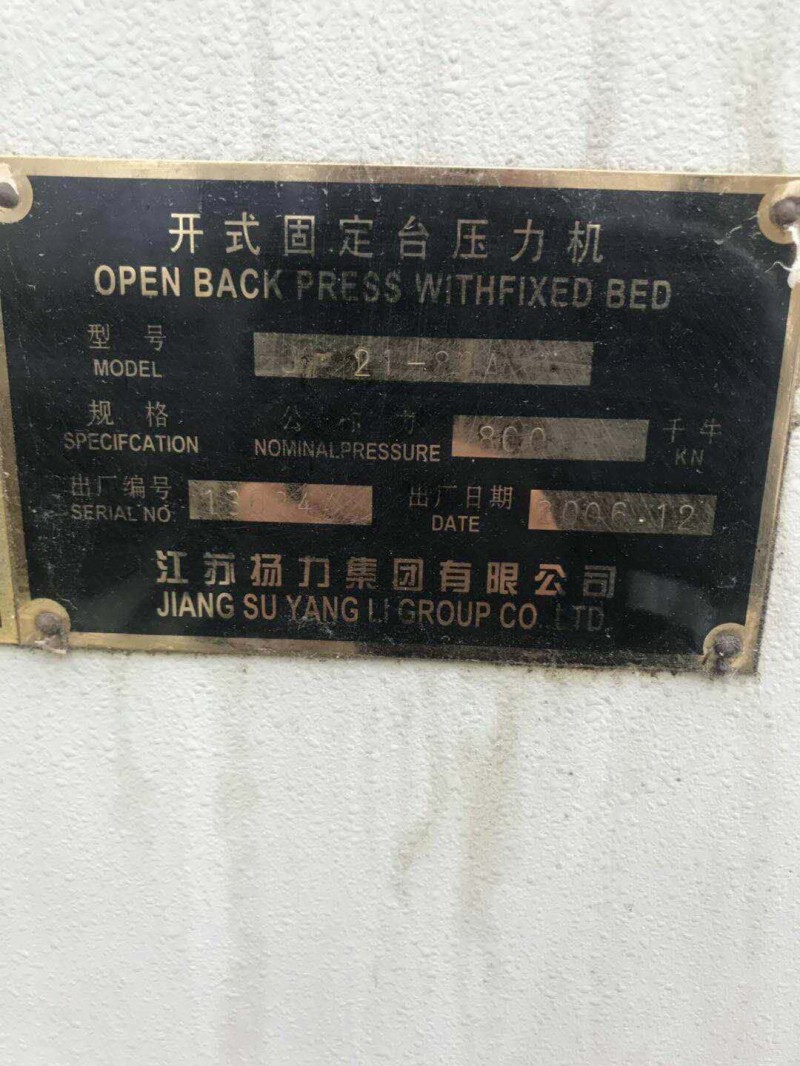 开式固定台压力机
OPEN BACK PRESS WITHFIXED BED
型号
MODEL
规格 公 力 800 千牛
SPECIFCATION NOMINALPRESSURE KN
出厂编号 出厂日期 2006.12
SERIAL NO DATE
江苏扬力集团有限公司
JIANG SU YANG LI GROUP CO LTD.